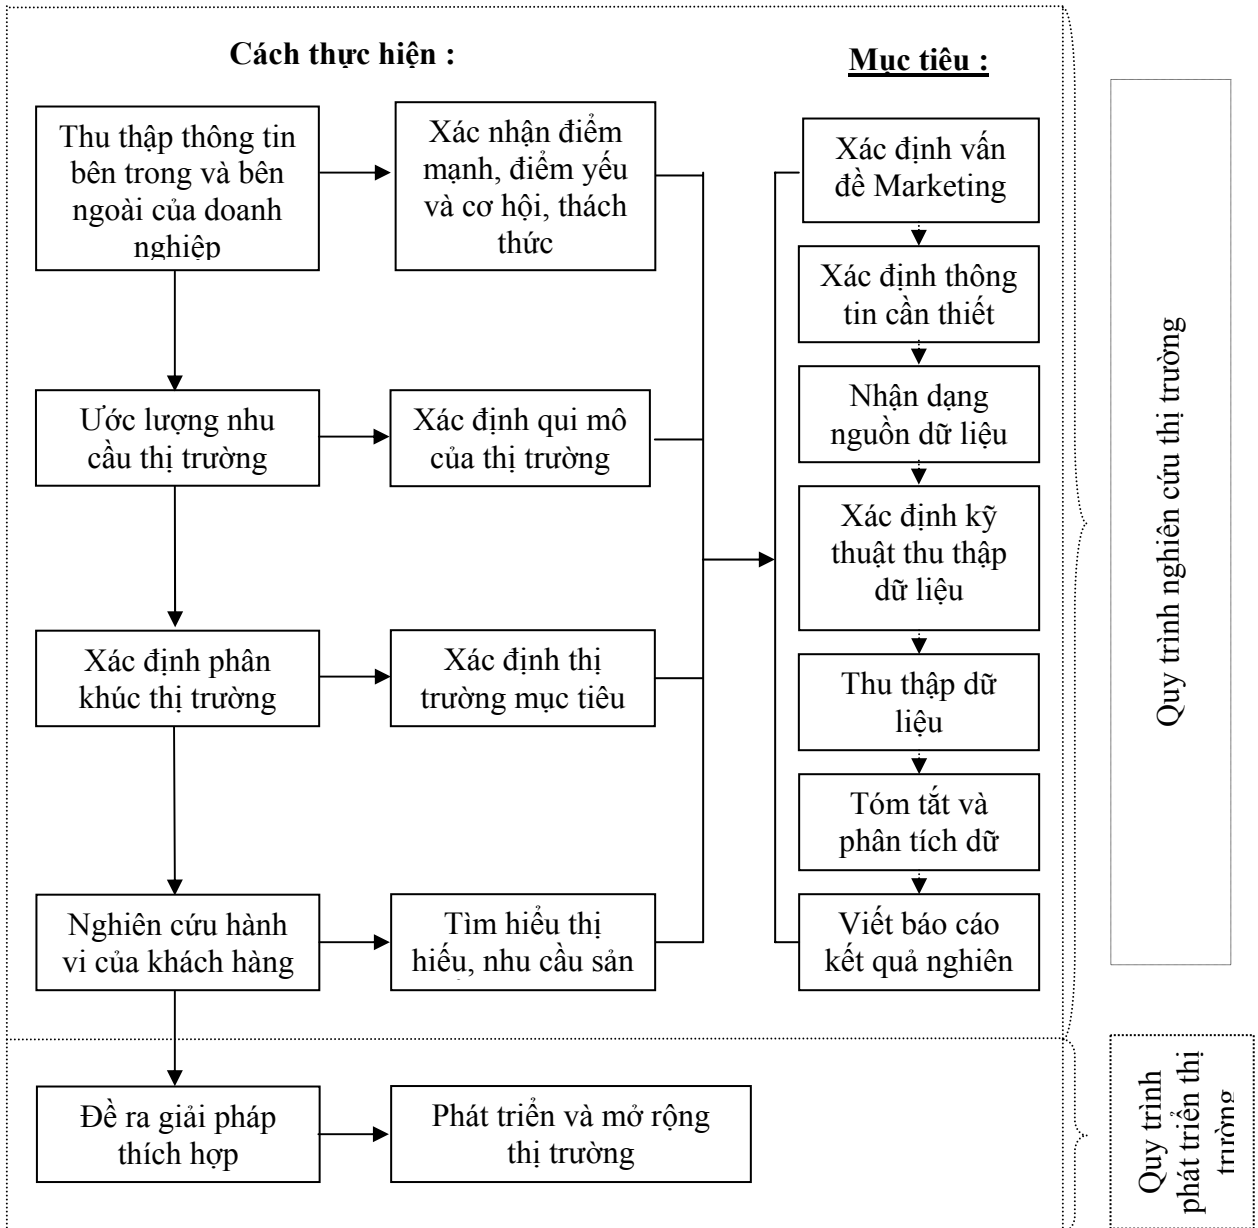 Cách thực hiện :
Mục tiêu :
Thu thập thông tin
bên trong và bên
ngoài của doanh
nghiệp
Xác nhận điểm
mạnh, điểm yếu
và cơ hội, thách
thức
Ước lượng nhu
cầu thị trường
Xác định qui mô
của thị trường
Xác định phân
khúc thị trường
Xác định thị
trường mục tiêu
Nghiên cứu hành
vi của khách hàng
Tìm hiểu thị
hiếu, nhu cầu sản
Xác định vấn
đề Marketing
Xác định thông
tin cần thiết
Nhận dạng
nguồn dữ liệu
Xác định kỹ
thuật thu thập
dữ liệu
Thu thập dữ
liệu
Tóm tắt và
phân tích dữ
Viết báo cáo
kết quả nghiên
Quy trình nghiên cứu thị trường
Đề ra giải pháp
thích hợp
Phát triển và mở rộng
thị trường
Quy trình
phát triển thị
trường